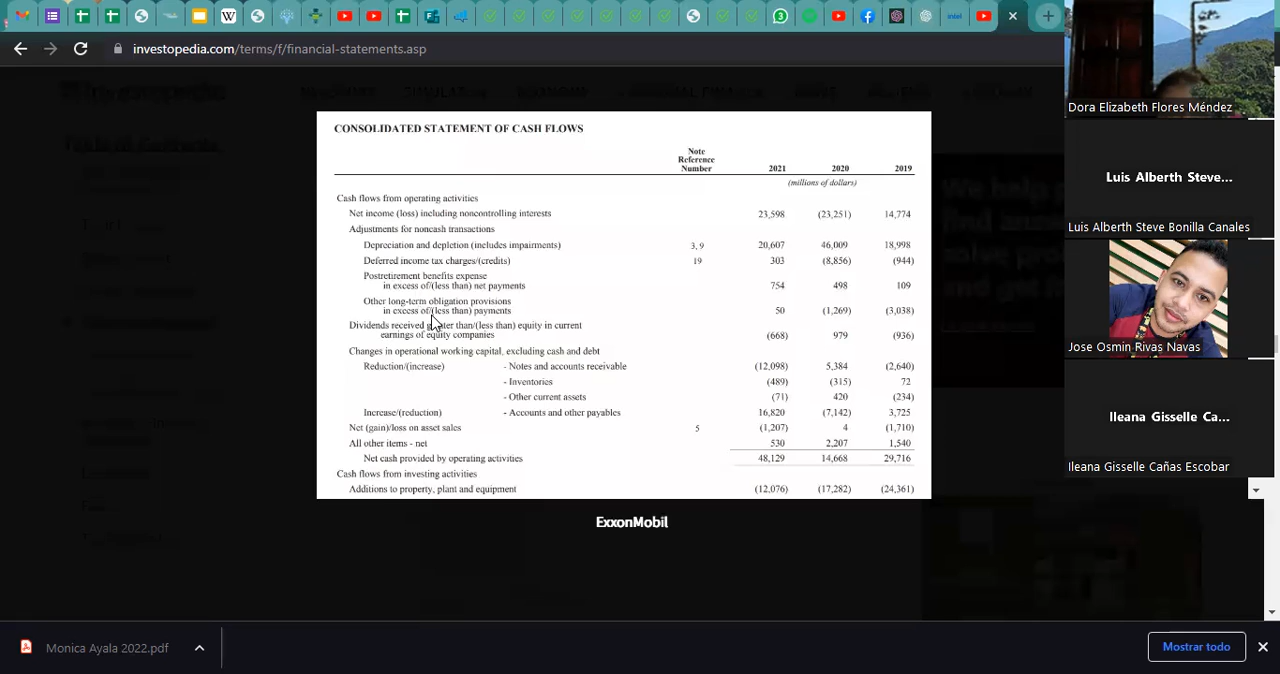 investopedia.com/terms/f/financial-statements.asp
CONSOLIDATED STATEMENT OF CASH FLOWS
Note
Reference
Number 2021 2020 2019
(millions of dollars)
Cash flows from operating activities
Net income (loss) including noncontrolling interests 23,598 (23,251) 14,774
Adjustments for noncash transactions
Depreciation and depletion (includes impairments) 3, 9 20,607 46,009 18,998
Deferred income tax charges/(credits) 19 303 (8,856) (944)
Postretirement benefits expense
in excess of/(less than) net payments 754 498 109
Other long-term obligation provisions
in excess of/(less than) payments 50 (1,269) (3,038)
Dividends received greater than/(less than) equity in current
earnings of equity companies (668) 979 (936)
Changes in operational working capital, excluding cash and debt
Reduction/(increase) - Notes and accounts receivable (12,098) 5,384 (2,640)
- Inventories (489) (315) 72
- Other current assets (71) 420 (234)
Increase/(reduction) - Accounts and other payables 16,820 (7,142) 3,725
Net (gain)/loss on asset sales 5 (1,207) 4 (1,710)
All other items - net 530 2,207 1,540
Net cash provided by operating activities 48,129 14,668 29,716
Cash flows from investing activities
Additions to property, plant and equipment (12,076) (17,282) (24,361)
ExxonMobil
Dora Elizabeth Flores Méndez
Luis Alberth Steve...
Luis Alberth Steve Bonilla Canales
Jose Osmin Rivas Navas
Ileana Gisselle Ca...
Ileana Gisselle Cañas Escobar
Monica Ayala 2022.pdf
Mostrar todo